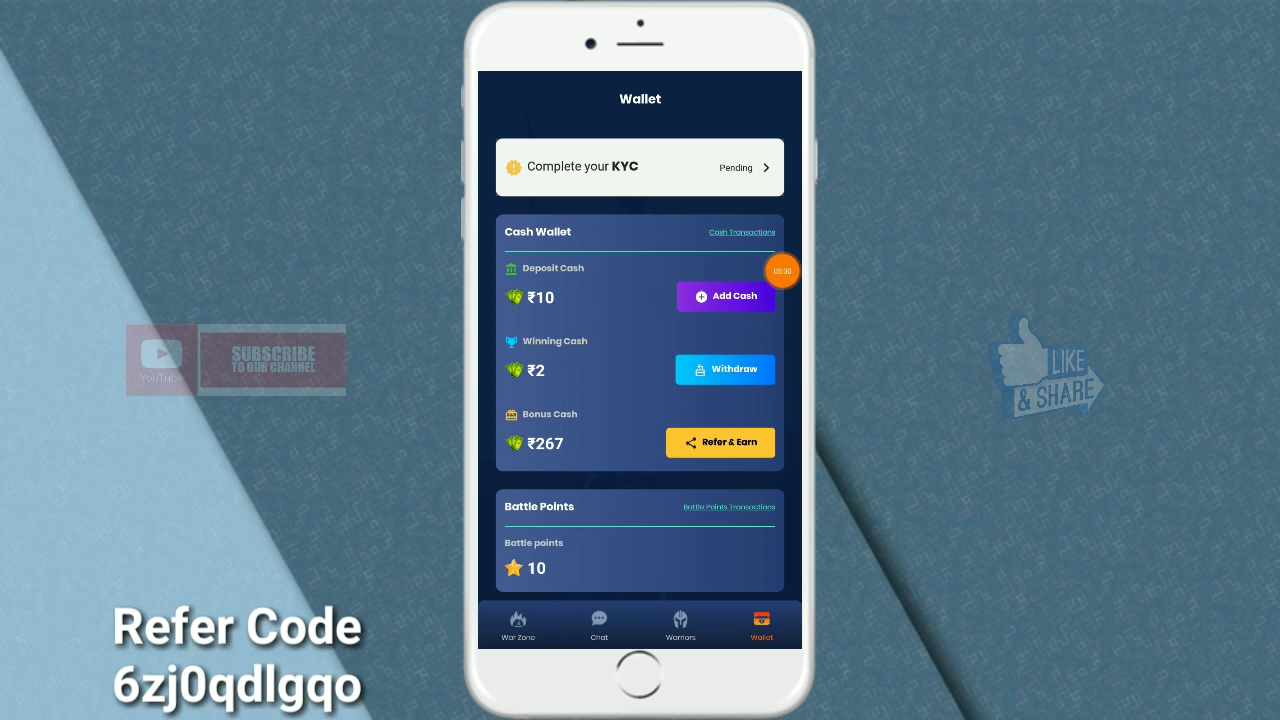 Wallet
Complete your KYC
Pending
Cash Wallet
Cash Transactions
Deposit Cash
05:30
₹10
Add Cash
Winning Cash
₹2
Withdraw
Bonus Cash
₹267
Refer & Earn
Battle Points
Battle Points Transactions
Battle points
10
War Zone
Chat
Warriors
Wallet
YouTube
SUBSCRIBE
TO OUR CHANNEL
LIKE
& SHARE
Refer Code
6zj0qdlgqo